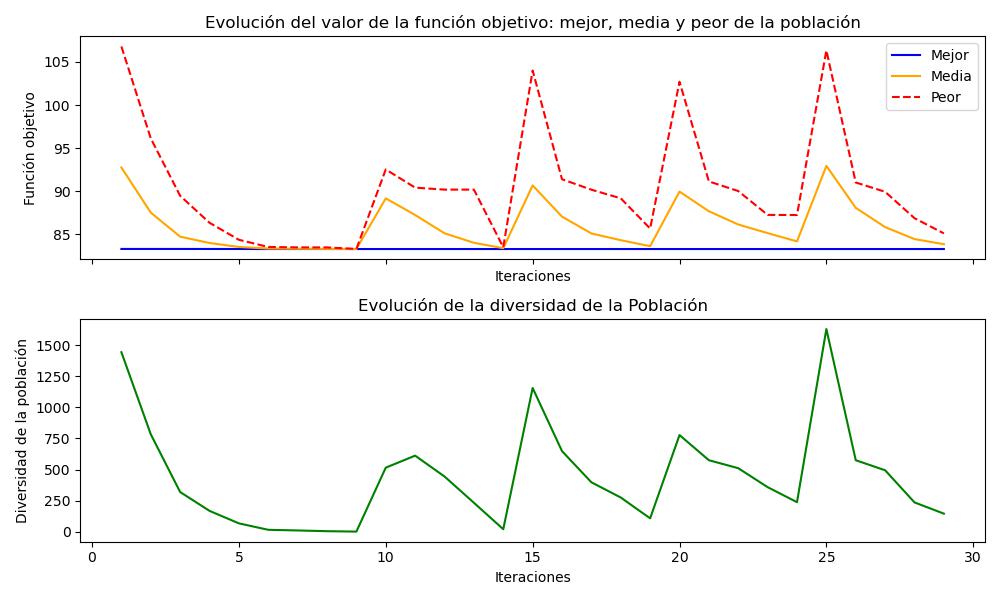 Evolución del valor de la función objetivo: mejor, media y peor de la población
Función objetivo
105
100
95
90
85
Mejor
Media
Peor
Iteraciones
Evolución de la diversidad de la Población
Diversidad de la población
1500
1250
1000
750
500
250
0
0
5
10
15
20
25
30
Iteraciones